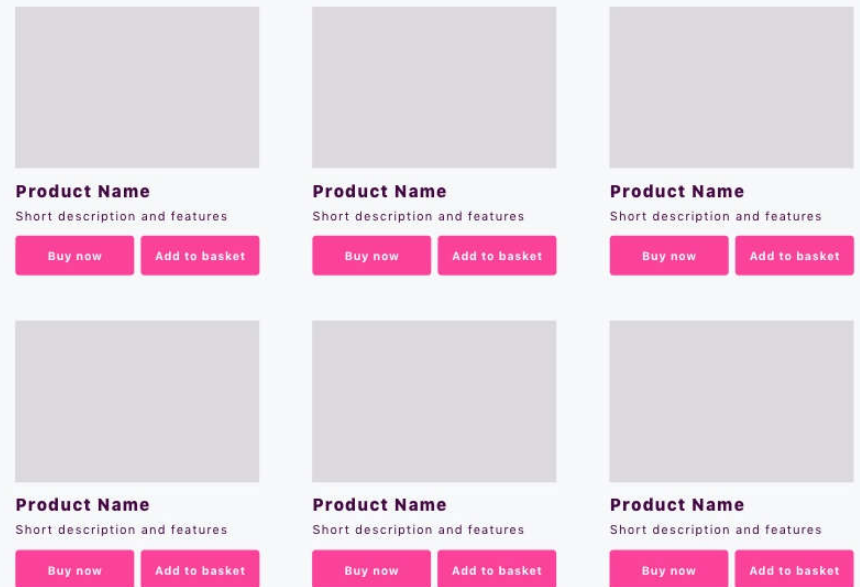 Product Name Product Name Product Name
Short description and features Short description and features Short description and features
Buy now Add to basket Buy now Add to basket Buy now Add to basket
Product Name Product Name Product Name
Short description and features Short description and features Short description and features
Buy now Add to basket Buy now Add to basket Buy now Add to basket